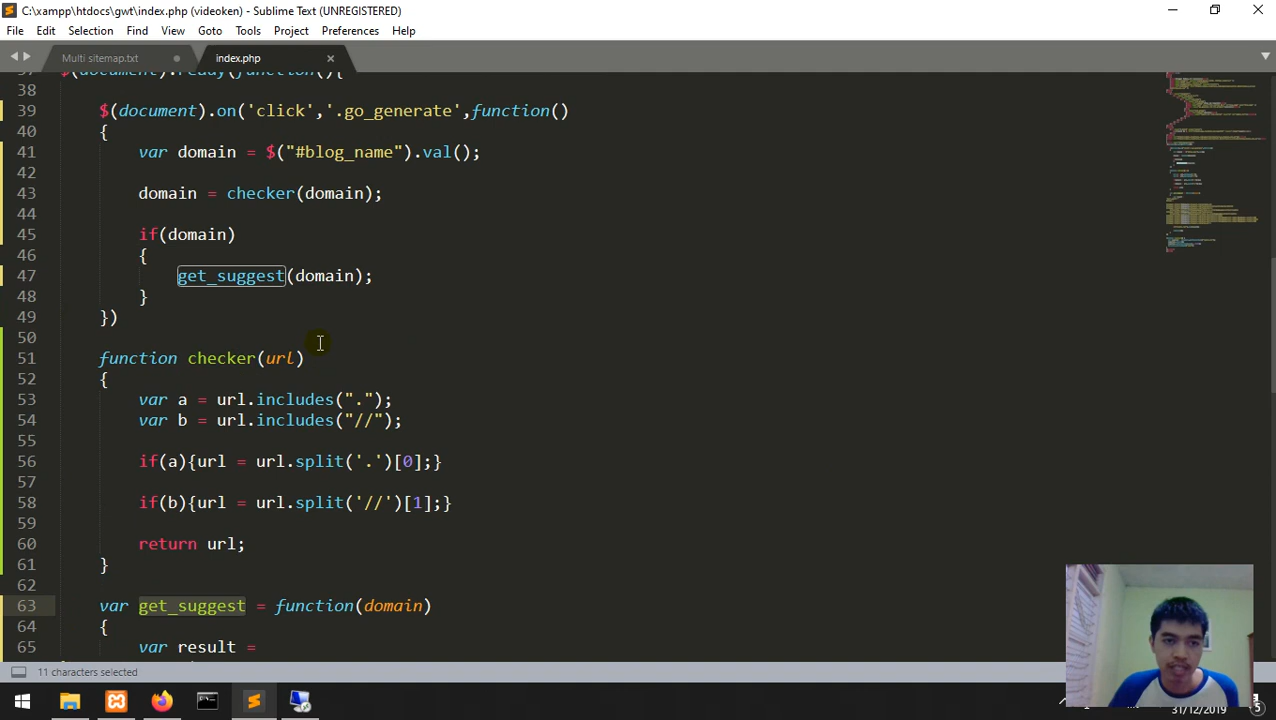 C:\xampp\htdocs\gwt\index.php (videoken) - Sublime Text (UNREGISTERED)
File Edit Selection Find View Goto Tools Project Preferences Help
Multi sitemap.txt index.php
37 $(document).ready(function(){
38
39 $(document).on('click','.go_generate',function()
40 {
41 var domain = $("#blog_name").val();
42
43 domain = checker(domain);
44
45 if(domain)
46 {
47 get_suggest(domain);
48 }
49 })
50
51 function checker(url)
52 {
53 var a = url.includes(".");
54 var b = url.includes("//");
55
56 if(a){url = url.split('.')[0];}
57
58 if(b){url = url.split('//')[1];}
59
60 return url;
61 }
62
63 var get_suggest = function(domain)
64 {
65 var result =
11 characters selected
31/12/2019
5